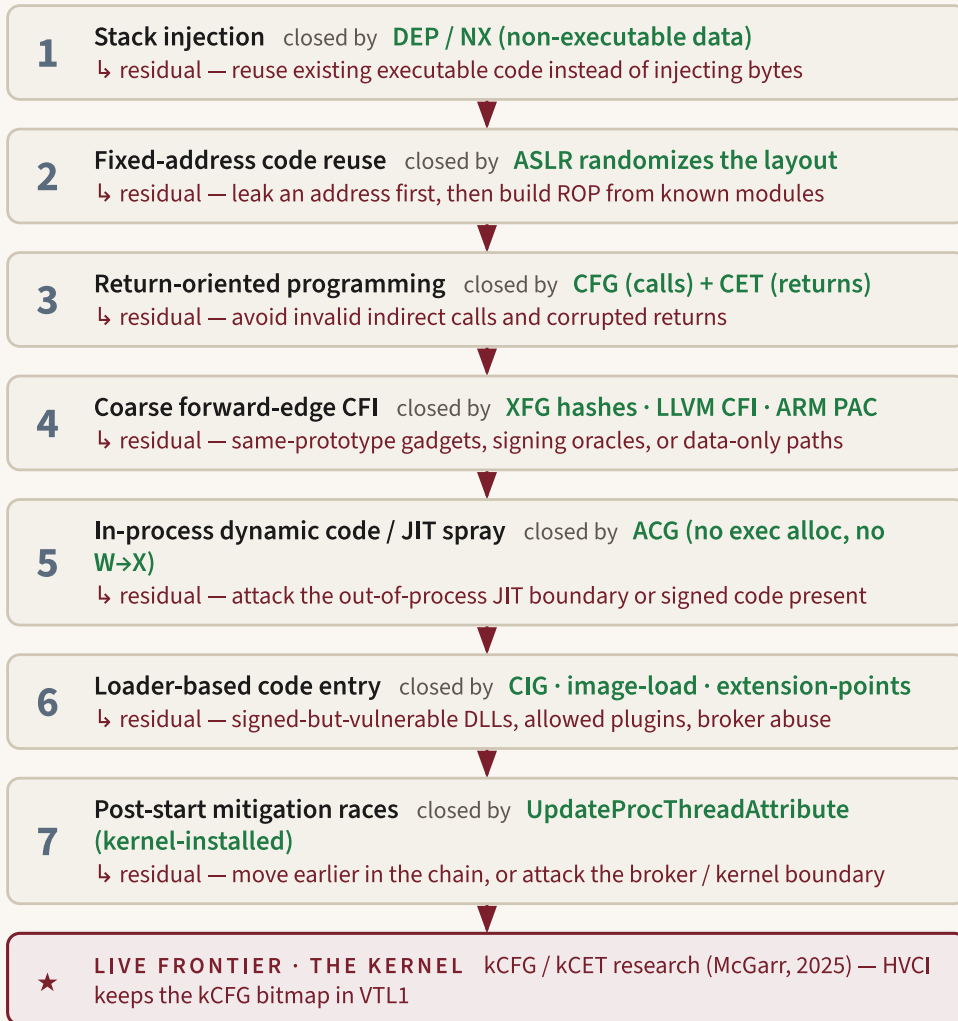 1
Stack injection closed by DEP / NX (non-executable data)
↳ residual — reuse existing executable code instead of injecting bytes
2
Fixed-address code reuse closed by ASLR randomizes the layout
↳ residual — leak an address first, then build ROP from known modules
3
Return-oriented programming closed by CFG (calls) + CET (returns)
↳ residual — avoid invalid indirect calls and corrupted returns
4
Coarse forward-edge CFI closed by XFG hashes · LLVM CFI · ARM PAC
↳ residual — same-prototype gadgets, signing oracles, or data-only paths
5
In-process dynamic code / JIT spray closed by ACG (no exec alloc, no
W→X)
↳ residual — attack the out-of-process JIT boundary or signed code present
6
Loader-based code entry closed by CIG · image-load · extension-points
↳ residual — signed-but-vulnerable DLLs, allowed plugins, broker abuse
7
Post-start mitigation races closed by UpdateProcThreadAttribute
(kernel-installed)
↳ residual — move earlier in the chain, or attack the broker / kernel boundary
★
LIVE FRONTIER · THE KERNEL kCFG / kCET research (McGarr, 2025) — HVCI
keeps the kCFG bitmap in VTL1